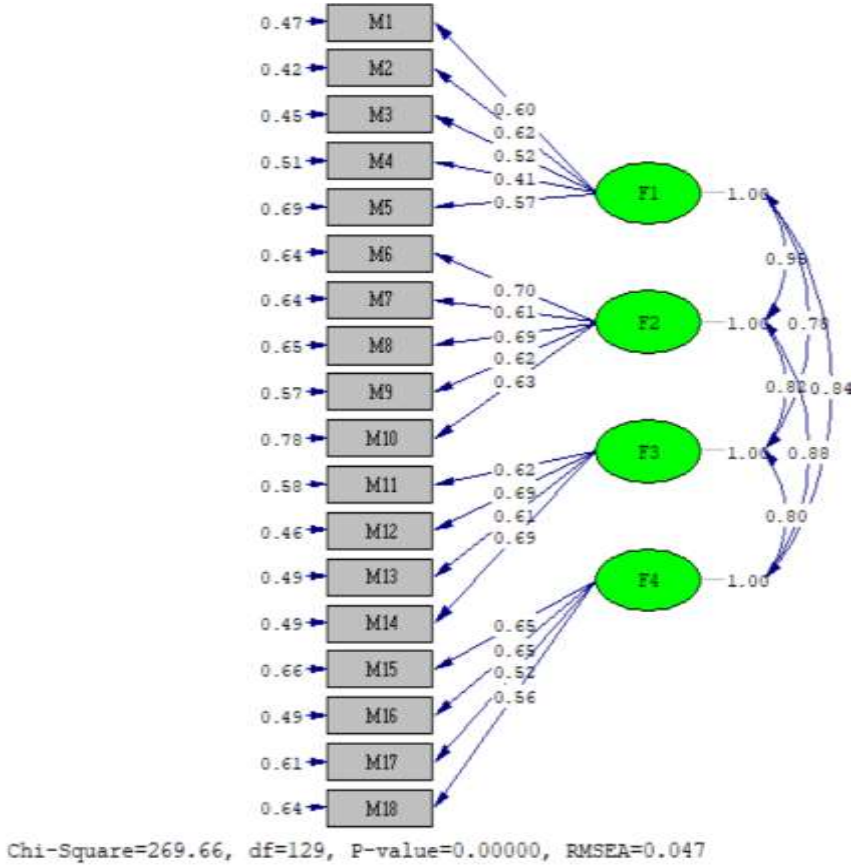 0.47 M1
0.42 M2
0.45 M3
0.51 M4
0.69 M5
0.64 M6
0.64 M7
0.65 M8
0.57 M9
0.78 M10
0.58 M11
0.46 M12
0.49 M13
0.49 M14
0.66 M15
0.49 M16
0.61 M17
0.64 M18
0.60
0.62
0.52
0.41
0.57
0.70
0.61
0.69
0.62
0.63
0.62
0.69
0.61
0.69
0.65
0.65
0.52
0.56
F1 1.00
F2 1.00
F3 1.00
F4 1.00
0.84
0.88
0.80
Chi-Square=269.66, df=129, P-value=0.00000, RMSEA=0.047